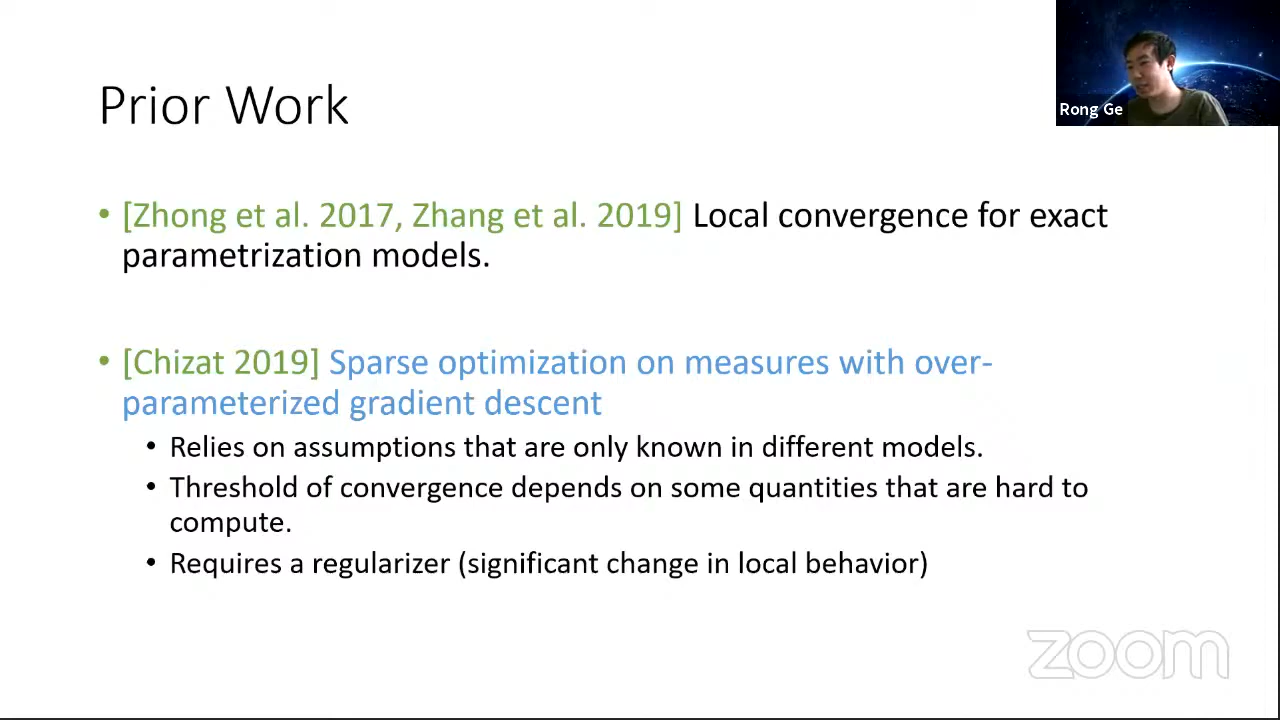 Prior Work
Rong Ge
• [Zhong et al. 2017, Zhang et al. 2019] Local convergence for exact
parametrization models.
• [Chizat 2019] Sparse optimization on measures with over-
parameterized gradient descent
• Relies on assumptions that are only known in different models.
• Threshold of convergence depends on some quantities that are hard to
compute.
• Requires a regularizer (significant change in local behavior)
zoom